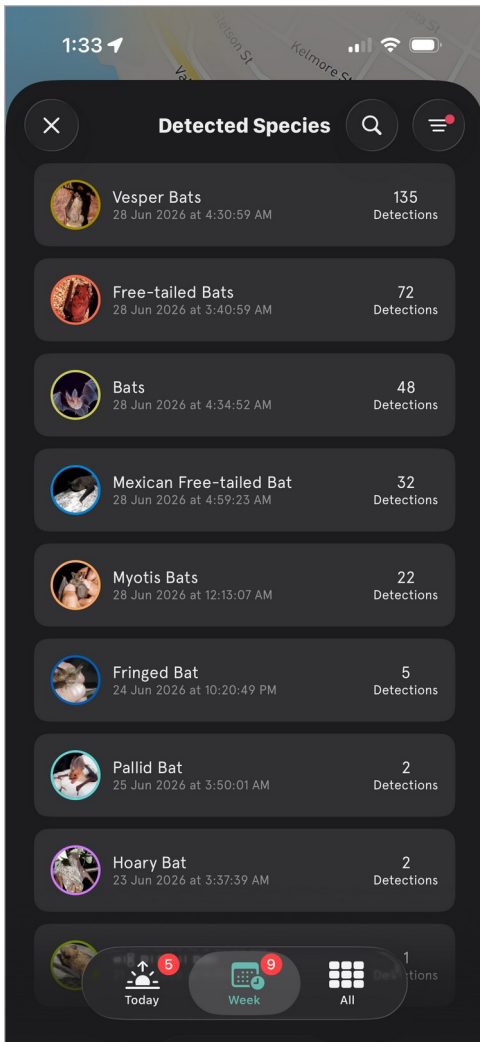 1:33
Kelmore St
Detected Species
Vesper Bats
28 Jun 2026 at 4:30:59 AM
135
Detections
Free-tailed Bats
28 Jun 2026 at 3:40:59 AM
72
Detections
Bats
28 Jun 2026 at 4:34:52 AM
48
Detections
Mexican Free-tailed Bat
28 Jun 2026 at 4:59:23 AM
32
Detections
Myotis Bats
28 Jun 2026 at 12:13:07 AM
22
Detections
Fringed Bat
24 Jun 2026 at 10:20:49 PM
5
Detections
Pallid Bat
25 Jun 2026 at 3:50:01 AM
2
Detections
Hoary Bat
23 Jun 2026 at 3:37:39 AM
2
Detections
1
5
Today
9
Week
All